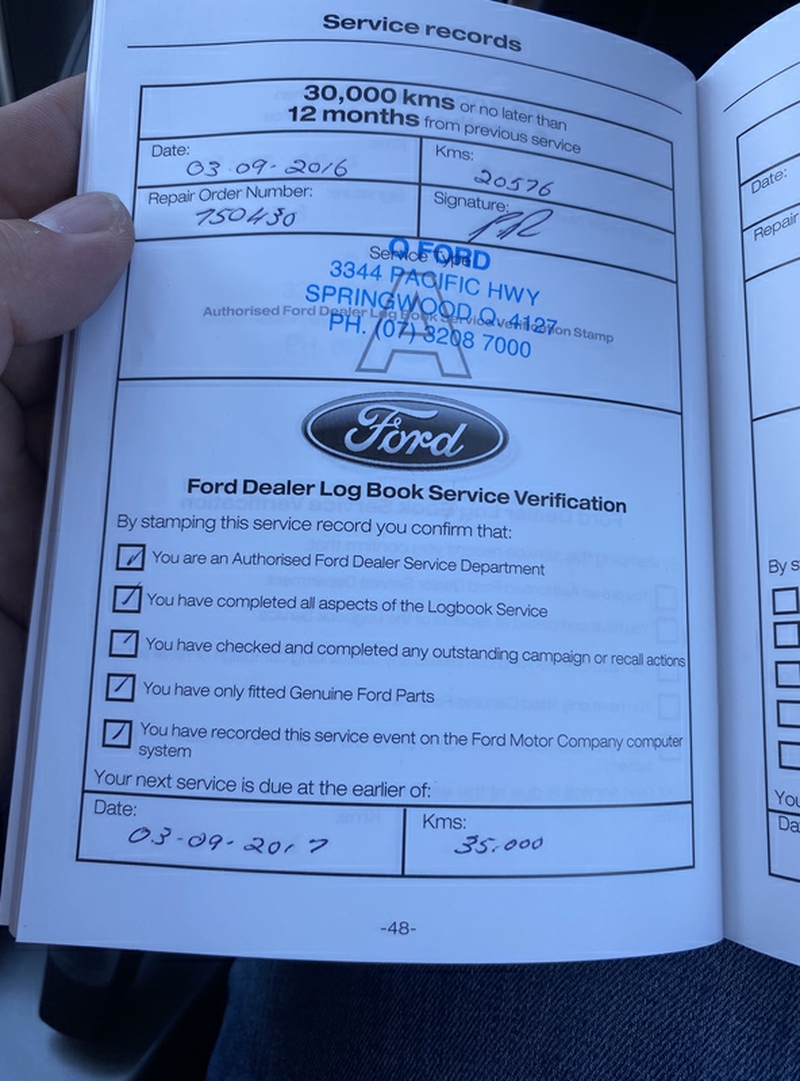 Service records
30,000 kms or no later than
12 months from previous service
Date:
03-09-2016
Kms:
20576
Repair Order Number:
750430
Signature:
Service Type
Q FORD
3344 PACIFIC HWY
SPRINGWOOD Q. 4127
PH. (07) 3208 7000
A
Authorised Ford Dealer Log Book Service Verification Stamp
Ford
Ford Dealer Log Book Service Verification
By stamping this service record you confirm that:
You are an Authorised Ford Dealer Service Department
You have completed all aspects of the Logbook Service
You have checked and completed any outstanding campaign or recall actions
You have only fitted Genuine Ford Parts
You have recorded this service event on the Ford Motor Company computer
system
Your next service is due at the earlier of:
Date:
03-09-2017
Kms:
35.000
-48-
Date:
Repair
By s
You
Da